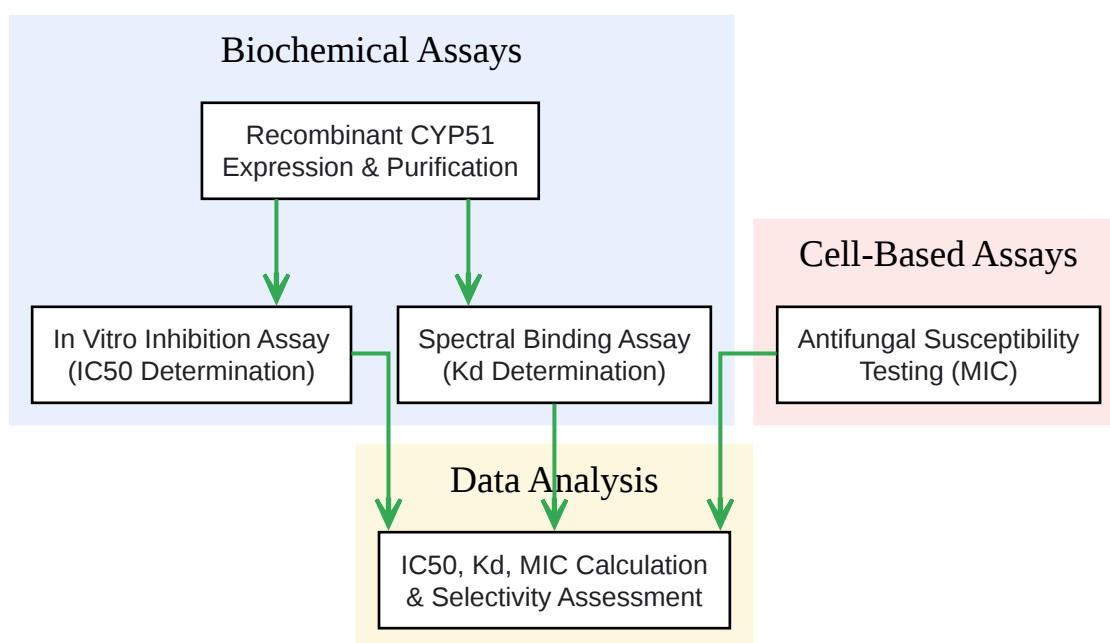 Biochemical Assays
Recombinant CYP51
Expression & Purification
Cell-Based Assays
In Vitro Inhibition Assay
(IC50 Determination)
Spectral Binding Assay
(Kd Determination)
Antifungal Susceptibility
Testing (MIC)
Data Analysis
IC50, Kd, MIC Calculation
& Selectivity Assessment